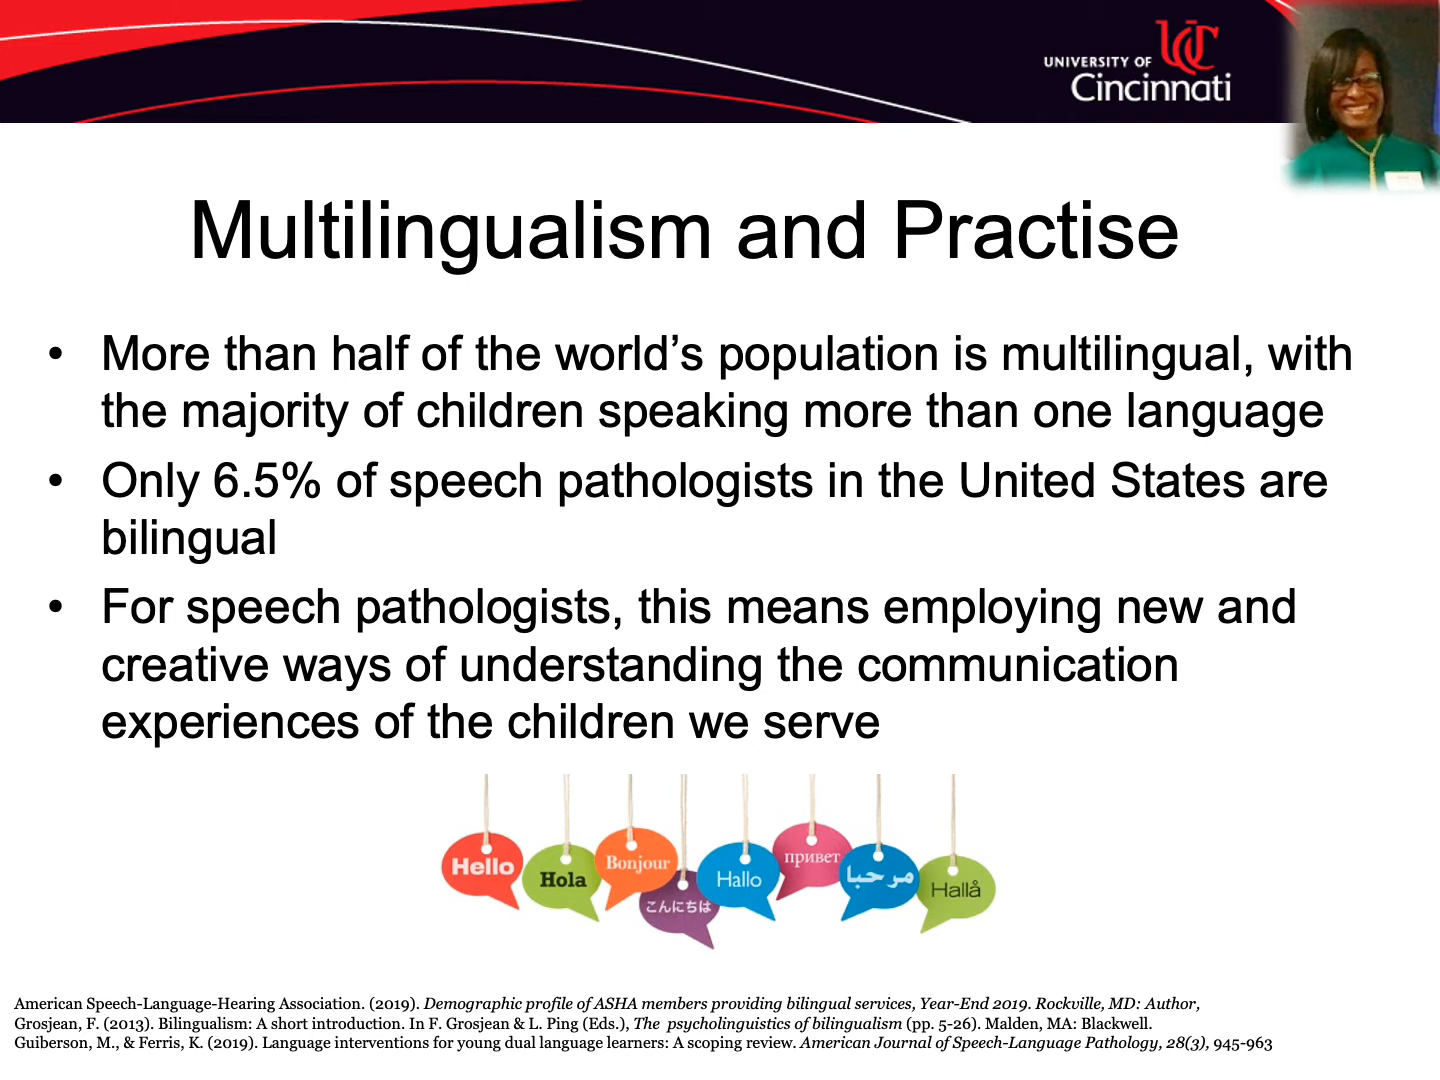 UNIVERSITY OF
Cincinnati
Multilingualism and Practise
• More than half of the world’s population is multilingual, with
the majority of children speaking more than one language
• Only 6.5% of speech pathologists in the United States are
bilingual
• For speech pathologists, this means employing new and
creative ways of understanding the communication
experiences of the children we serve
Hello
Hola
Bonjour
こんにちは
Hallo
привет
مرحبا
Hallå
American Speech-Language-Hearing Association. (2019). Demographic profile of ASHA members providing bilingual services, Year-End 2019. Rockville, MD: Author,
Grosjean, F. (2013). Bilingualism: A short introduction. In F. Grosjean & L. Ping (Eds.), The psycholinguistics of bilingualism (pp. 5-26). Malden, MA: Blackwell.
Guiberson, M., & Ferris, K. (2019). Language interventions for young dual language learners: A scoping review. American Journal of Speech-Language Pathology, 28(3), 945-963